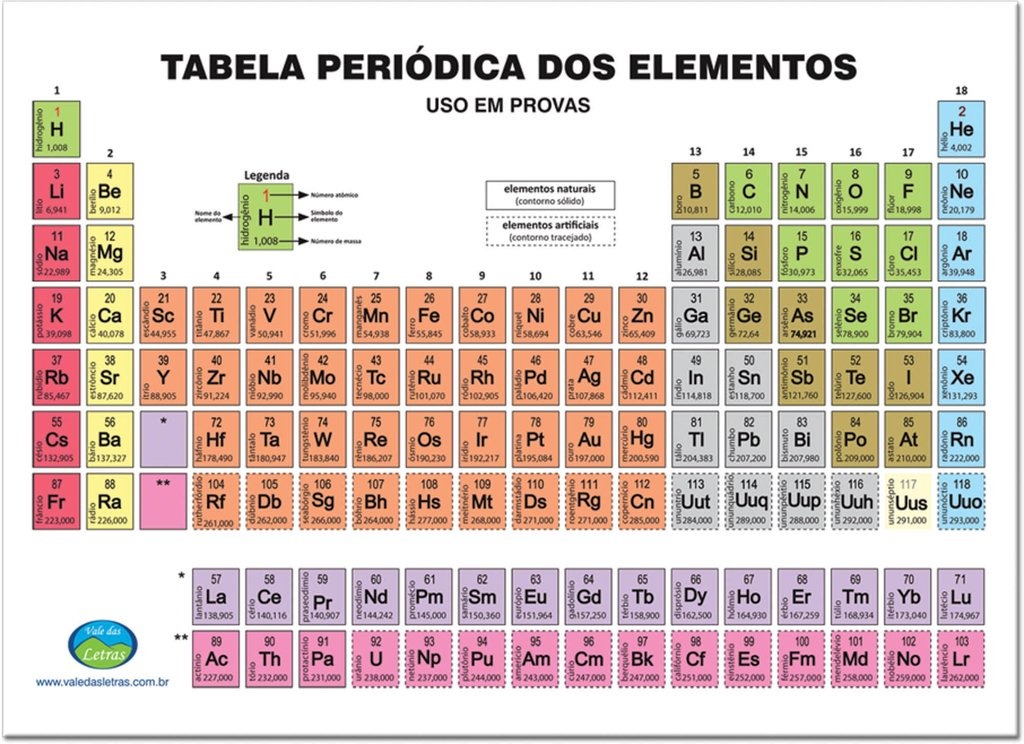 TABELA PERIÓDICA DOS ELEMENTOS
USO EM PROVAS
1
18
1
H
hidrogênio
1,008
2
He
hélio
4,002
2
13
14
15
16
17
3
Li
lítio
6,941
4
Be
berílio
9,012
Legenda
1
Número atômico
Nome do elemento
hidrogênio
H
Símbolo do elemento
1,008
Número de massa
elementos naturais
(contorno sólido)
elementos artificiais
(contorno tracejado)
5
B
boro
10,811
6
C
carbono
12,010
7
N
nitrogênio
14,006
8
O
oxigênio
15,999
9
F
flúor
18,998
10
Ne
neônio
20,179
11
Na
sódio
22,989
12
Mg
magnésio
24,305
13
Al
alumínio
26,981
14
Si
silício
28,085
15
P
fósforo
30,973
16
S
enxofre
32,065
17
Cl
cloro
35,453
18
Ar
argônio
39,948
3
4
5
6
7
8
9
10
11
12
19
K
potássio
39,098
20
Ca
cálcio
40,078
21
Sc
escândio
44,955
22
Ti
titânio
47,867
23
V
vanádio
50,941
24
Cr
cromo
51,996
25
Mn
manganês
54,938
26
Fe
ferro
55,845
27
Co
cobalto
58,933
28
Ni
níquel
58,694
29
Cu
cobre
63,546
30
Zn
zinco
65,409
31
Ga
gálio
69,723
32
Ge
germânio
72,64
33
As
arsênio
74,921
34
Se
selênio
78,900
35
Br
bromo
79,904
36
Kr
criptônio
83,800
37
Rb
rubídio
85,467
38
Sr
estrôncio
87,620
39
Y
ítrio
88,905
40
Zr
zircônio
91,224
41
Nb
nióbio
92,990
42
Mo
molibdênio
95,940
43
Tc
tecnécio
98,000
44
Ru
rutênio
101,070
45
Rh
ródio
102,905
46
Pd
paládio
106,420
47
Ag
prata
107,868
48
Cd
cádmio
112,411
49
In
índio
114,818
50
Sn
estanho
118,700
51
Sb
antimônio
121,760
52
Te
telúrio
127,600
53
I
iodo
126,904
54
Xe
xenônio
131,293
55
Cs
césio
132,905
56
Ba
bário
137,327
*
72
Hf
háfnio
178,490
73
Ta
tântalo
180,947
74
W
tungstênio
183,840
75
Re
rênio
186,207
76
Os
ósmio
190,230
77
Ir
irídio
192,217
78
Pt
platina
195,084
79
Au
ouro
197,000
80
Hg
mercúrio
200,590
81
Tl
tálio
204,383
82
Pb
chumbo
207,200
83
Bi
bismuto
207,980
84
Po
polônio
209,000
85
At
astato
210,000
86
Rn
radônio
222,000
87
Fr
frâncio
223,000
88
Ra
rádio
226,000
**
104
Rf
rutherfórdio
261,000
105
Db
dúbnio
262,000
106
Sg
seabórgio
266,000
107
Bh
bóhrio
264,000
108
Hs
hássio
277,000
109
Mt
meitnério
268,000
110
Ds
darmstádio
271,000
111
Rg
roentgênio
271,000
112
Cn
copernício
285,000
113
Uut
ununtrio
284,000
114
Uuq
ununquádio
289,000
115
Uup
ununpêntio
288,000
116
Uuh
ununhéxio
292,000
117
Uus
ununséptio
291,000
118
Uuo
ununóctio
293,000
*
57
La
lantânio
138,905
58
Ce
cério
140,116
59
Pr
praseodímio
140,907
60
Nd
neodímio
144,242
61
Pm
promécio
145,000
62
Sm
samário
150,360
63
Eu
európio
151,964
64
Gd
gadolínio
157,250
65
Tb
térbio
158,900
66
Dy
disprósio
162,500
67
Ho
hólmio
164,930
68
Er
érbio
167,259
69
Tm
túlio
168,934
70
Yb
itérbio
173,040
71
Lu
lutécio
174,967
**
89
Ac
actínio
227,000
90
Th
tório
232,000
91
Pa
protactínio
231,000
92
U
urânio
238,000
93
Np
netúnio
237,000
94
Pu
plutônio
244,000
95
Am
amerício
243,000
96
Cm
cúrio
247,000
97
Bk
berquélio
247,000
98
Cf
califórnio
251,000
99
Es
einstênio
252,000
100
Fm
férmio
257,000
101
Md
mendelévio
258,000
102
No
nobélio
259,000
103
Lr
laurêncio
262,000
Vale das
Letras
www.valedasletras.com.br